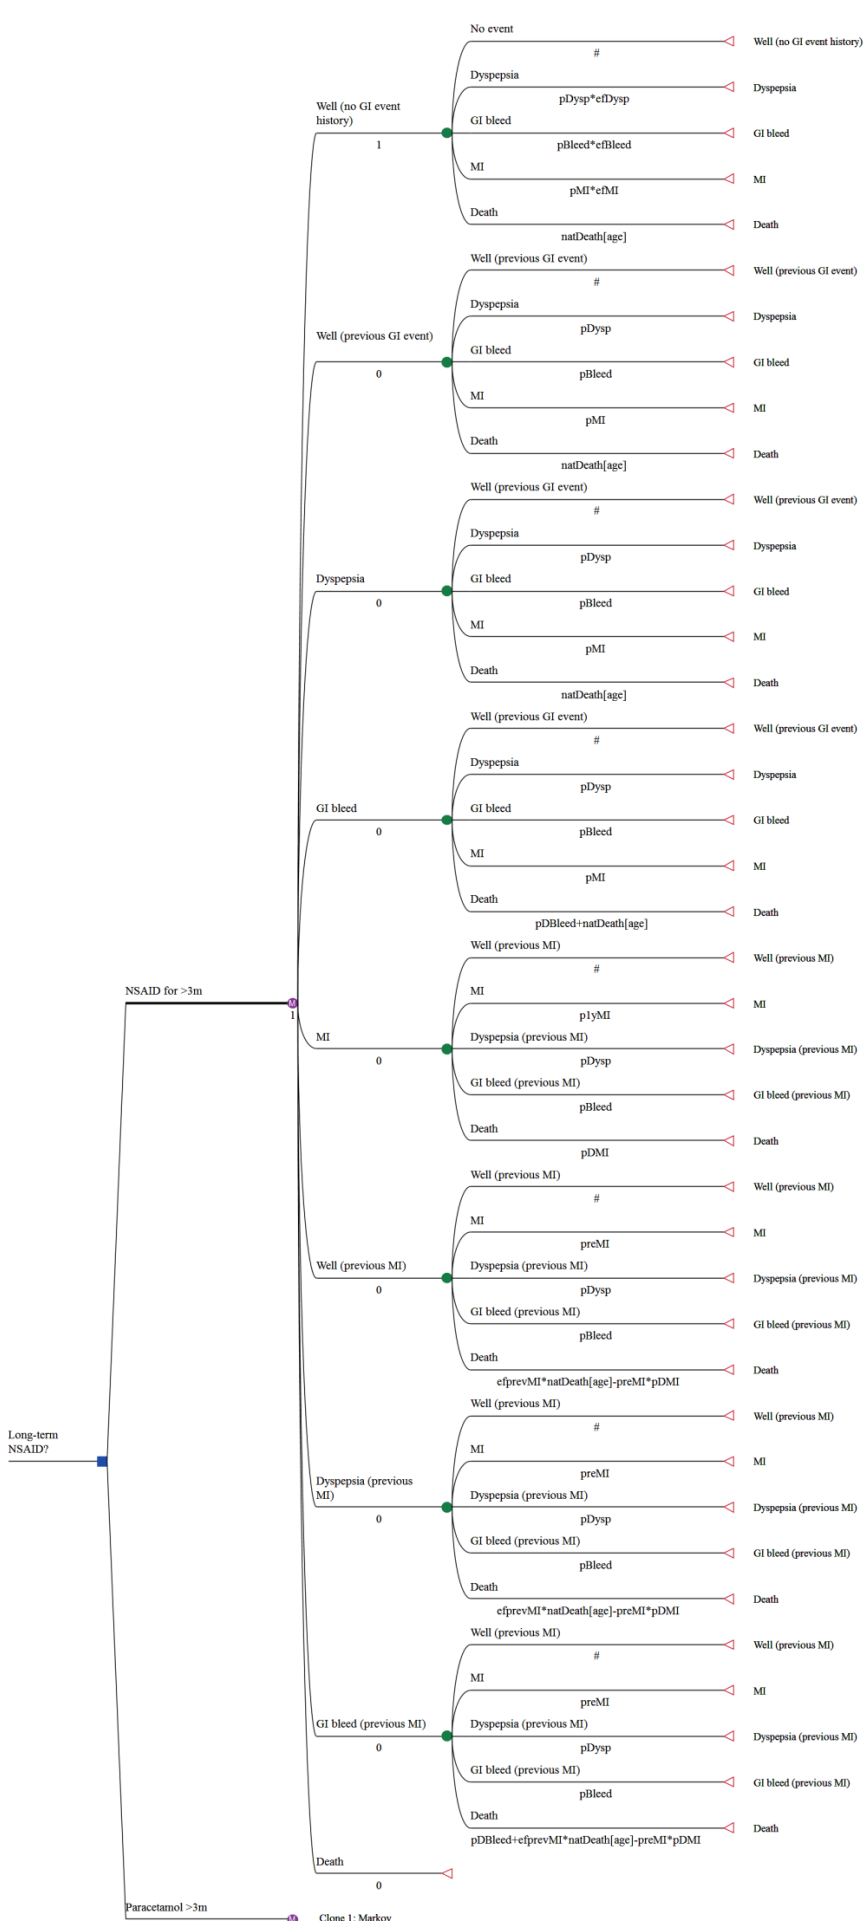 No event
#
Well (no GI event history)
Dyspepsia
pDysp*efDysp
Dyspepsia
Well (no GI event
history)
1
GI bleed
pBleed*efBleed
GI bleed
MI
pMI*efMI
MI
Death
natDeath[age]
Death
Well (previous GI event)
#
Well (previous GI event)
Dyspepsia
pDysp
Dyspepsia
Well (previous GI event)
0
GI bleed
pBleed
GI bleed
MI
pMI
MI
Death
natDeath[age]
Death
Well (previous GI event)
#
Well (previous GI event)
Dyspepsia
pDysp
Dyspepsia
Dyspepsia
0
GI bleed
pBleed
GI bleed
MI
pMI
MI
Death
natDeath[age]
Death
Well (previous GI event)
#
Well (previous GI event)
Dyspepsia
pDysp
Dyspepsia
GI bleed
0
GI bleed
pBleed
GI bleed
MI
pMI
MI
Death
pDBleed+natDeath[age]
Death
NSAID for >3m
M
1
Well (previous MI)
#
Well (previous MI)
MI
p1yMI
MI
MI
0
Dyspepsia (previous MI)
pDysp
Dyspepsia (previous MI)
GI bleed (previous MI)
pBleed
GI bleed (previous MI)
Death
pDMI
Death
Well (previous MI)
#
Well (previous MI)
MI
preMI
MI
Well (previous MI)
0
Dyspepsia (previous MI)
pDysp
Dyspepsia (previous MI)
GI bleed (previous MI)
pBleed
GI bleed (previous MI)
Death
efprevMI*natDeath[age]-preMI*pDMI
Death
Long-term
NSAID?
Well (previous MI)
#
Well (previous MI)
MI
preMI
MI
Dyspepsia (previous
MI)
0
Dyspepsia (previous MI)
pDysp
Dyspepsia (previous MI)
GI bleed (previous MI)
pBleed
GI bleed (previous MI)
Death
efprevMI*natDeath[age]-preMI*pDMI
Death
Well (previous MI)
#
Well (previous MI)
MI
preMI
MI
GI bleed (previous MI)
0
Dyspepsia (previous MI)
pDysp
Dyspepsia (previous MI)
GI bleed (previous MI)
pBleed
GI bleed (previous MI)
Death
pDBleed+efprevMI*natDeath[age]-preMI*pDMI
Death
Death
0
Paracetamol >3m
M
Clone 1: Markov